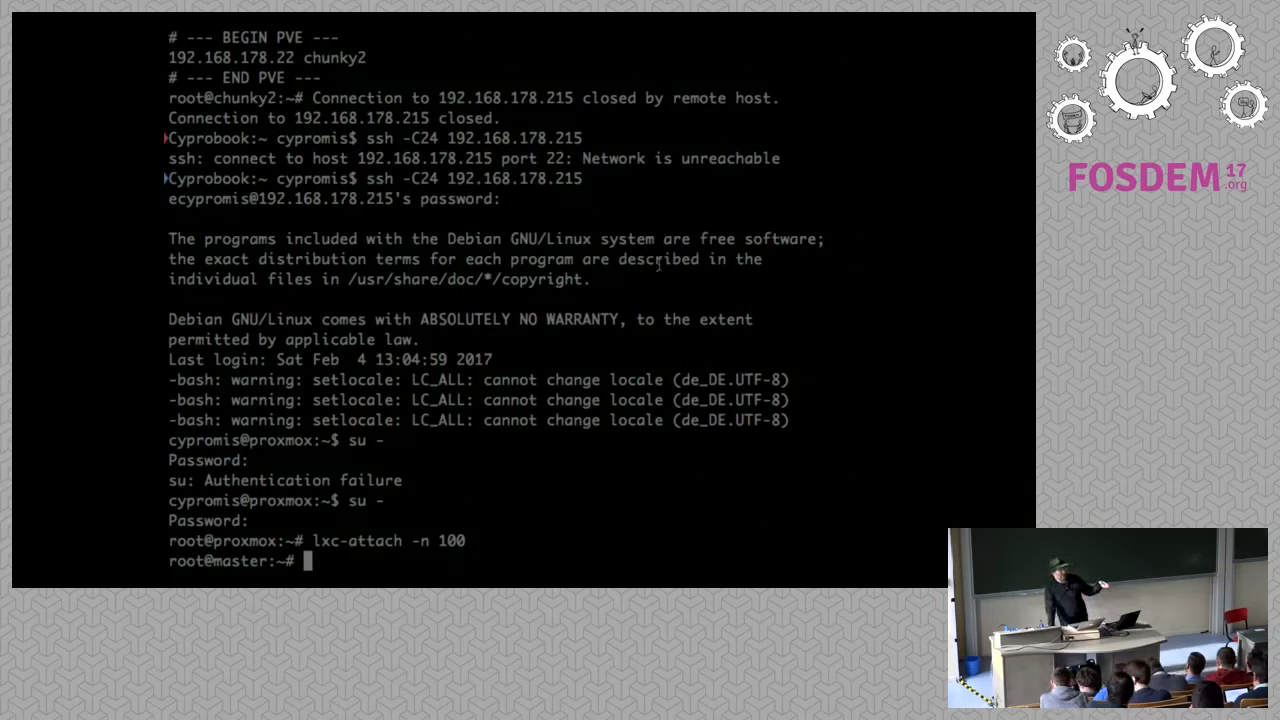 # --- BEGIN PVE ---
192.168.178.22 chunky2
# --- END PVE ---
root@chunky2:~# Connection to 192.168.178.215 closed by remote host.
Connection to 192.168.178.215 closed.
Cyprobook:~ cypromis$ ssh -C24 192.168.178.215
ssh: connect to host 192.168.178.215 port 22: Network is unreachable
Cyprobook:~ cypromis$ ssh -C24 192.168.178.215
ecypromis@192.168.178.215's password:
The programs included with the Debian GNU/Linux system are free software;
the exact distribution terms for each program are described in the
individual files in /usr/share/doc/*/copyright.
Debian GNU/Linux comes with ABSOLUTELY NO WARRANTY, to the extent
permitted by applicable law.
Last login: Sat Feb  4 13:04:59 2017
-bash: warning: setlocale: LC_ALL: cannot change locale (de_DE.UTF-8)
-bash: warning: setlocale: LC_ALL: cannot change locale (de_DE.UTF-8)
-bash: warning: setlocale: LC_ALL: cannot change locale (de_DE.UTF-8)
cypromis@proxmox:~$ su -
Password:
su: Authentication failure
cypromis@proxmox:~$ su -
Password:
root@proxmox:~# lxc-attach -n 100
root@master:~#
FOSDEM 17
.org